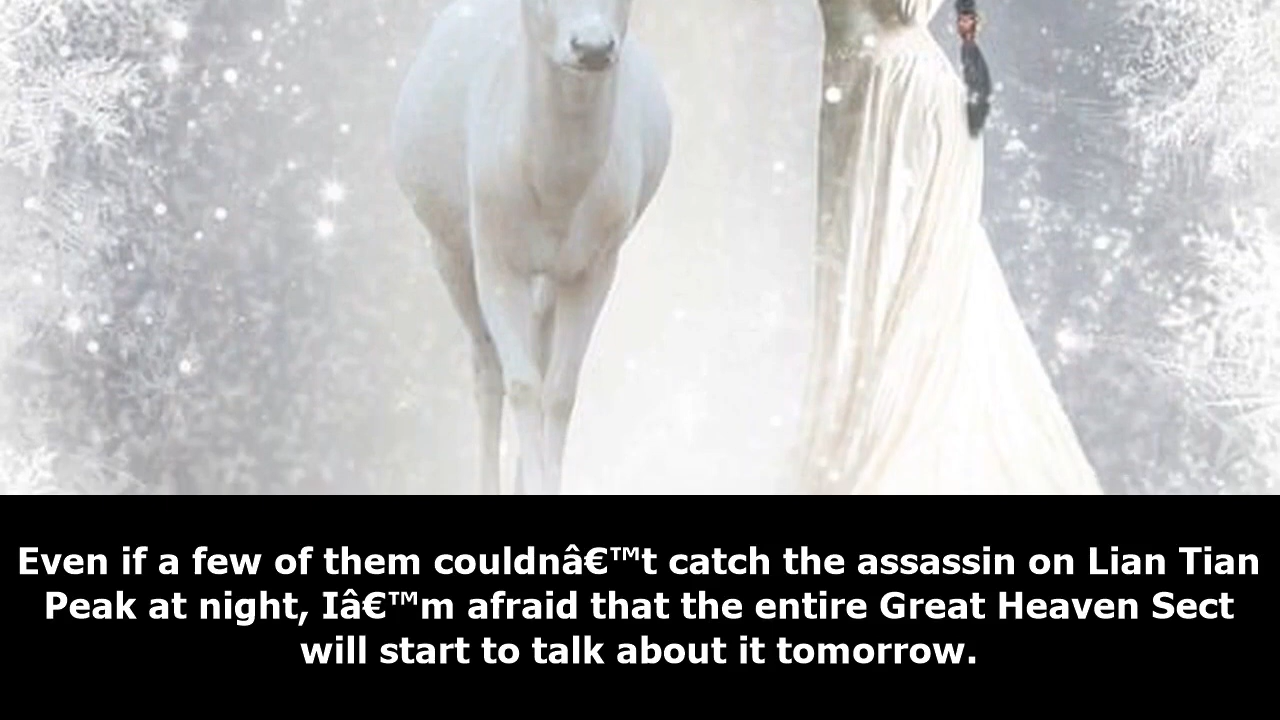 Even if a few of them couldnâ€™t catch the assassin on Lian Tian
Peak at night, Iâ€™m afraid that the entire Great Heaven Sect
will start to talk about it tomorrow.